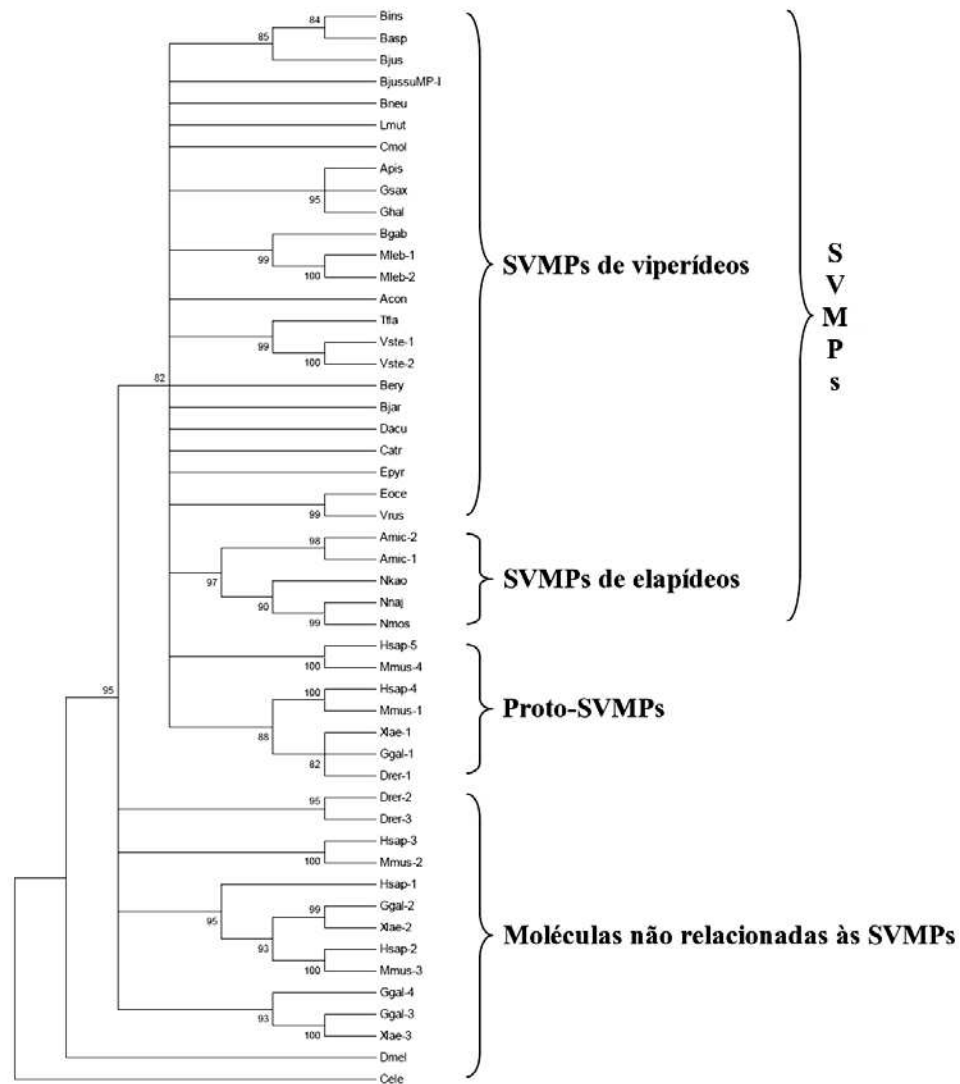 Bins
84
Basp
85
Bjus
BjussuMP-I
Bneu
Lmut
Cmol
Apis
Gsax
95
Ghal
Bgab
99
Mleb-1
100
Mleb-2
Acon
Tfla
99
Vste-1
100
Vste-2
82
Bery
Bjar
Dacu
Catr
Epyr
Eoce
99
Vrus
98
Amic-2
Amic-1
97
Nkao
90
Nnaj
99
Nmos
Hsap-5
100
Mmus-4
100
Hsap-4
Mmus-1
88
Xlae-1
Ggal-1
82
Drer-1
95
95
Drer-2
Drer-3
Hsap-3
100
Mmus-2
Hsap-1
95
99
Ggal-2
Xlae-2
93
Hsap-2
100
Mmus-3
Ggal-4
93
Ggal-3
100
Xlae-3
Dmel
Cele
SVMPs de viperídeos
SVMPs de elapídeos
Proto-SVMPs
Moléculas não relacionadas às SVMPs
S
V
M
P
s